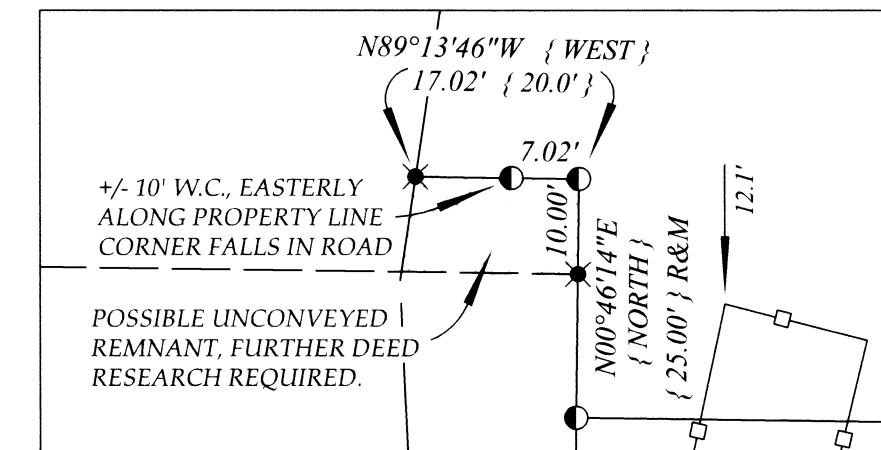 N89°13'46"W { WEST }
17.02' { 20.0' }
7.02'
+/- 10' W.C., EASTERLY
ALONG PROPERTY LINE
CORNER FALLS IN ROAD
10.00'
N00°46'14"E
{ NORTH }
{ 25.00' } R&M
12.1'
POSSIBLE UNCONVEYED
REMNANT, FURTHER DEED
RESEARCH REQUIRED.